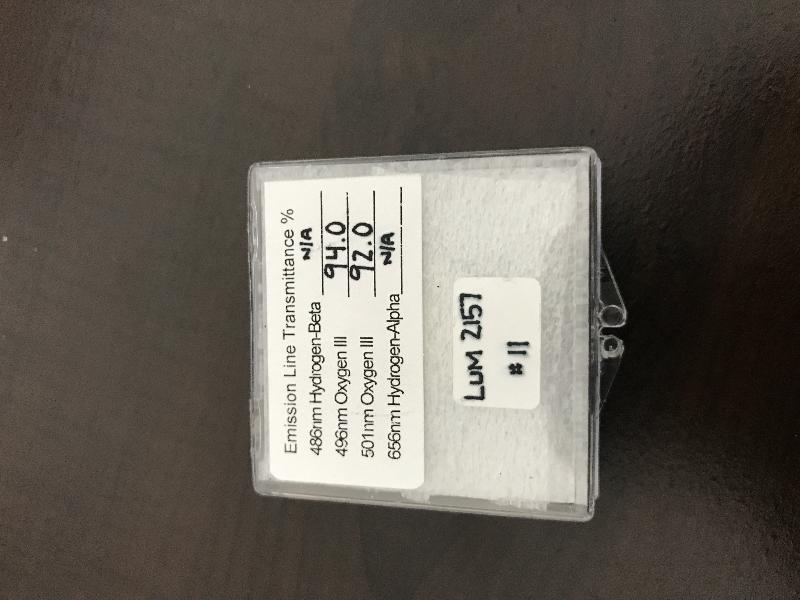 Emission Line Transmittance %
486nm Hydrogen-Beta N/A
496nm Oxygen III 94.0
501nm Oxygen III 92.0
656nm Hydrogen-Alpha N/A
LUM 2157
# 11